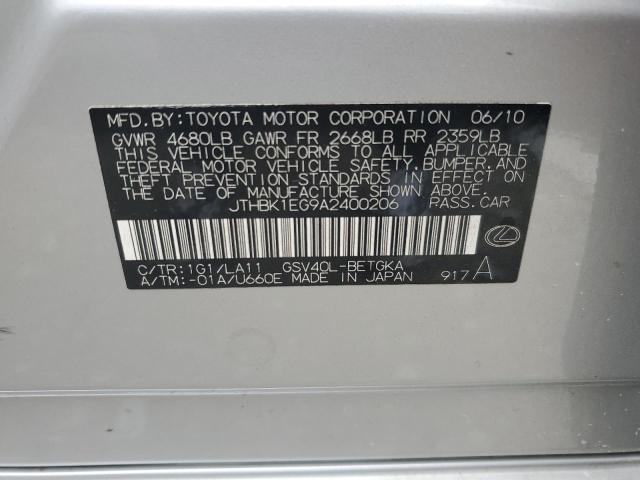 MFD. BY: TOYOTA MOTOR CORPORATION 06/10
GVWR 4680LB GAWR FR 2668LB RR 2359LB
THIS VEHICLE CONFORMS TO ALL APPLICABLE
FEDERAL MOTOR VEHICLE SAFETY, BUMPER, AND
THEFT PREVENTION STANDARDS IN EFFECT ON
THE DATE OF MANUFACTURE SHOWN ABOVE.
JTHBK1EG9A2400206 PASS. CAR
C/TR: 1G1/LA11 GSV40L-BETGKA
A/TM: -01A/U660E MADE IN JAPAN 917 A